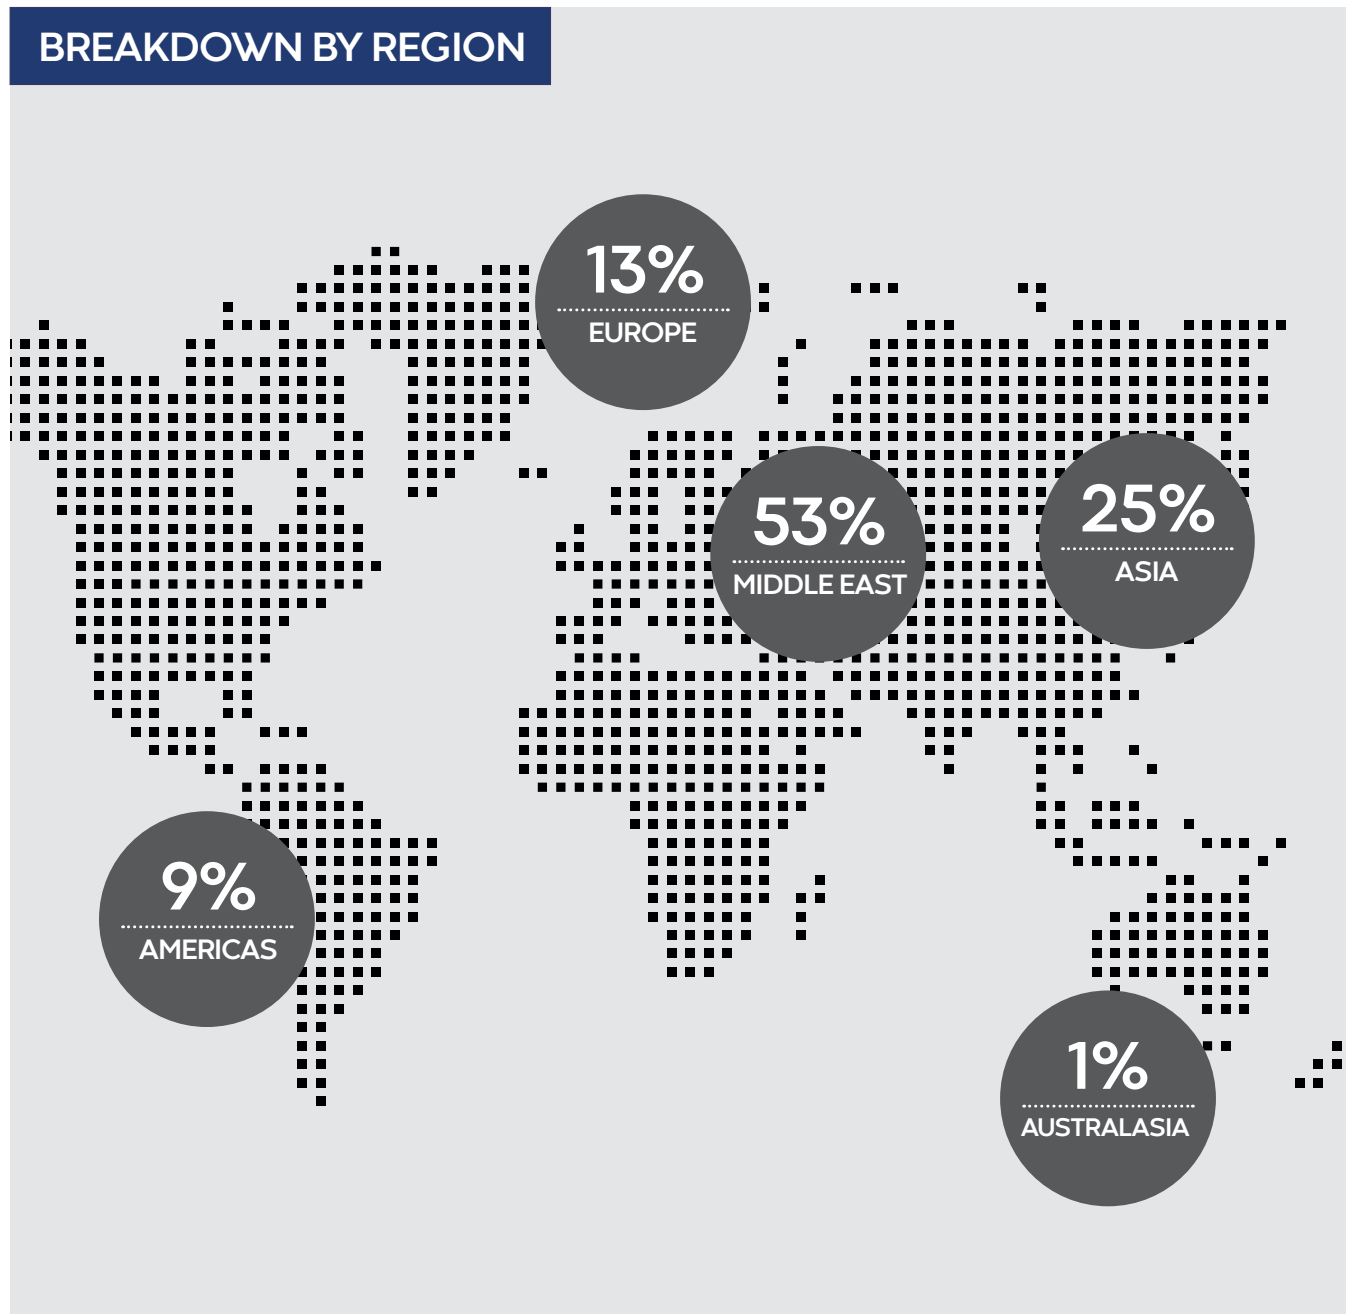 BREAKDOWN BY REGION
13%
EUROPE
53%
MIDDLE EAST
25%
ASIA
9%
AMERICAS
1%
AUSTRALASIA